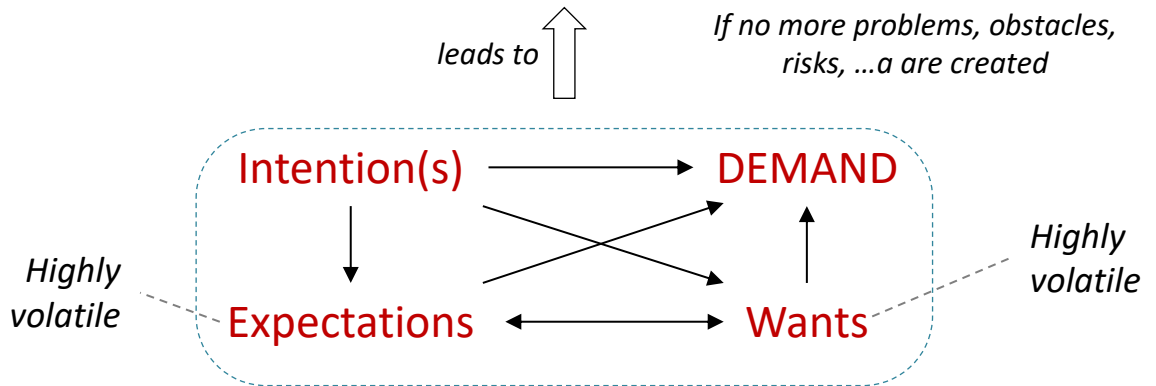 leads to
If no more problems, obstacles,
risks, ...a are created
Intention(s)
DEMAND
Highly
volatile
Highly
volatile
Expectations
Wants